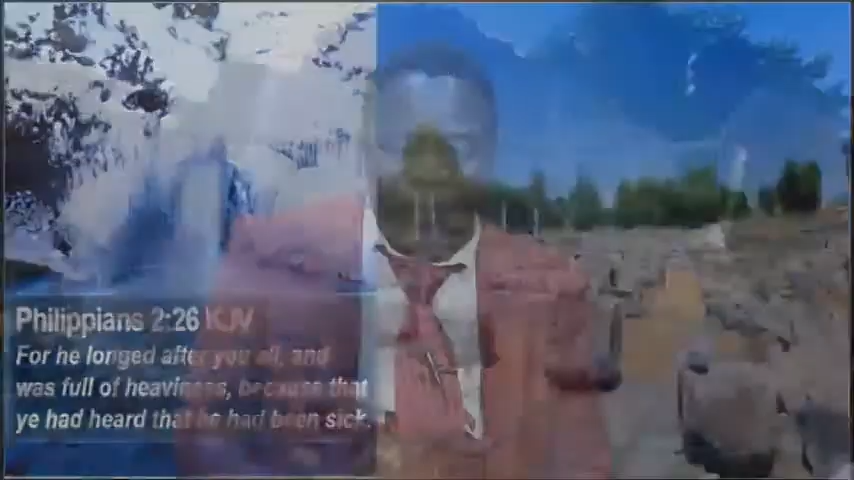 Philippians 2:26 KJV
For he longed after you all, and
was full of heaviness, because that
ye had heard that he had been sick.